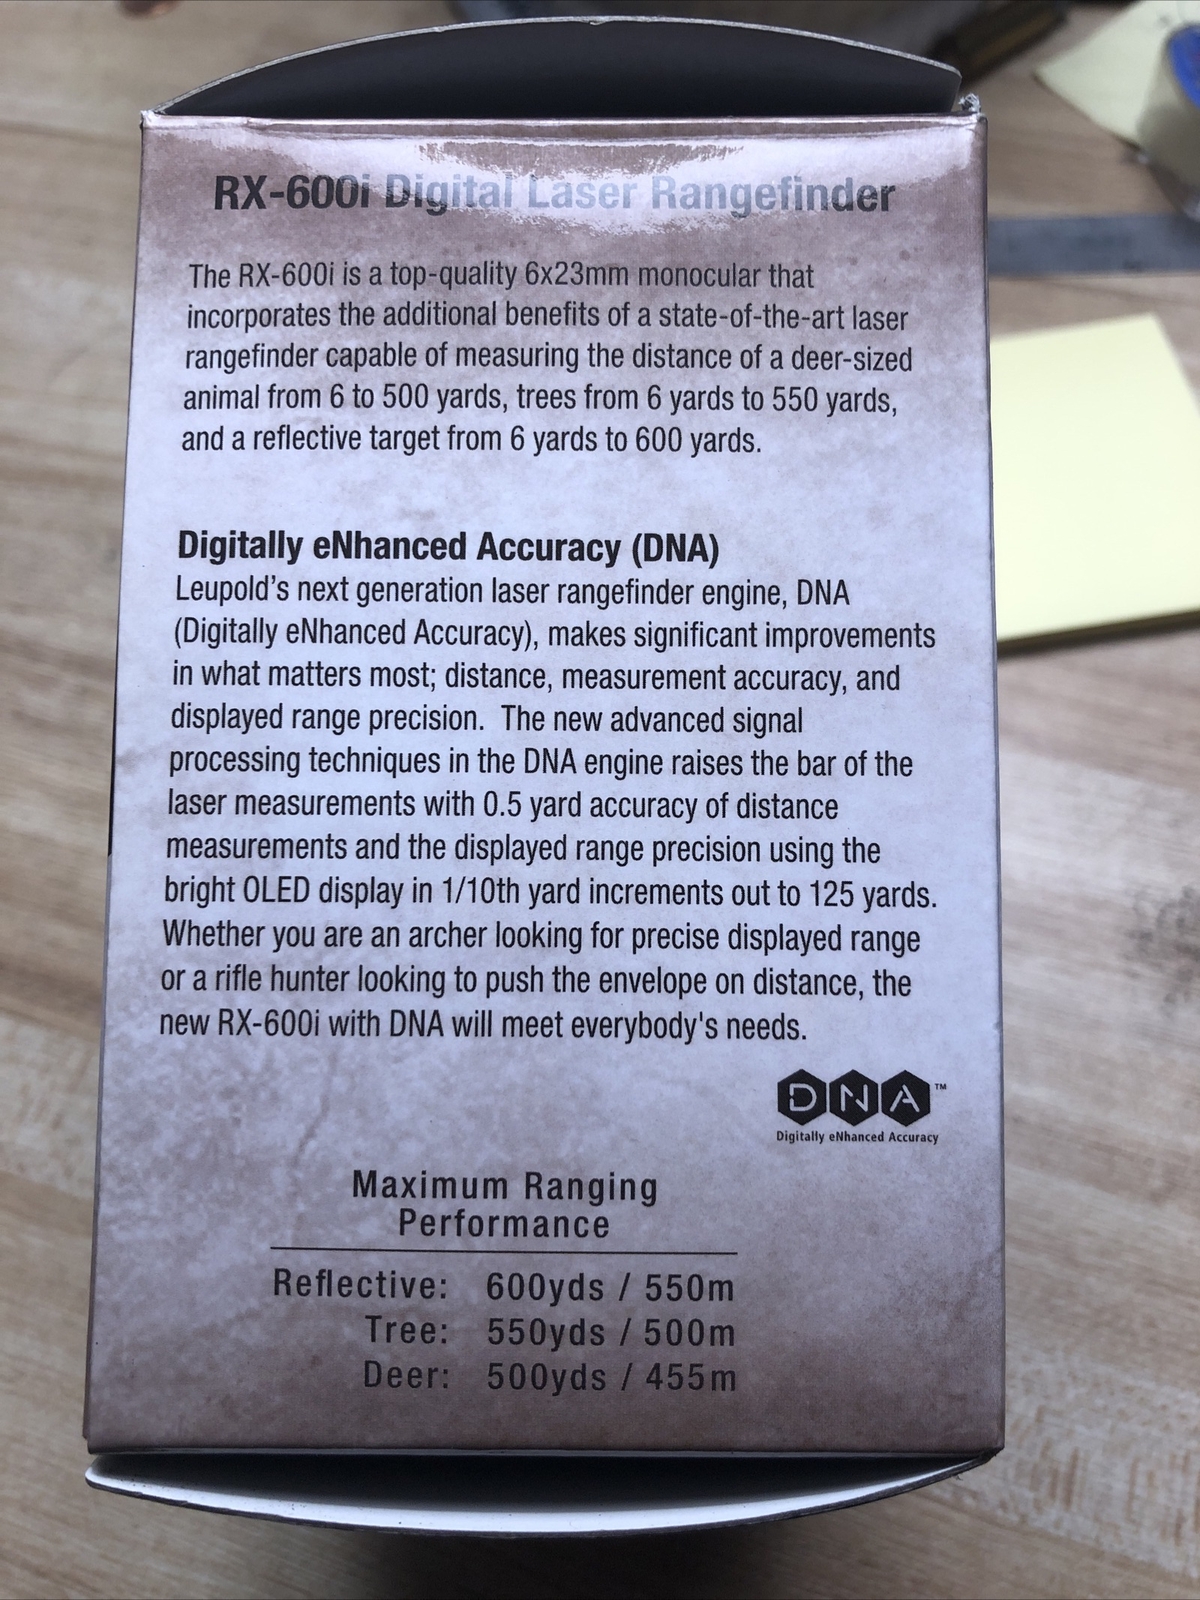 RX-600i Digital Laser Rangefinder
The RX-600i is a top-quality 6x23mm monocular that
incorporates the additional benefits of a state-of-the-art laser
rangefinder capable of measuring the distance of a deer-sized
animal from 6 to 500 yards, trees from 6 yards to 550 yards,
and a reflective target from 6 yards to 600 yards.
Digitally eNhanced Accuracy (DNA)
Leupold's next generation laser rangefinder engine, DNA
(Digitally eNhanced Accuracy), makes significant improvements
in what matters most; distance, measurement accuracy, and
displayed range precision. The new advanced signal
processing techniques in the DNA engine raises the bar of the
laser measurements with 0.5 yard accuracy of distance
measurements and the displayed range precision using the
bright OLED display in 1/10th yard increments out to 125 yards.
Whether you are an archer looking for precise displayed range
or a rifle hunter looking to push the envelope on distance, the
new RX-600i with DNA will meet everybody's needs.
DNA™
Digitally eNhanced Accuracy
Maximum Ranging
Performance
Reflective: 600yds / 550m
Tree: 550yds / 500m
Deer: 500yds / 455m